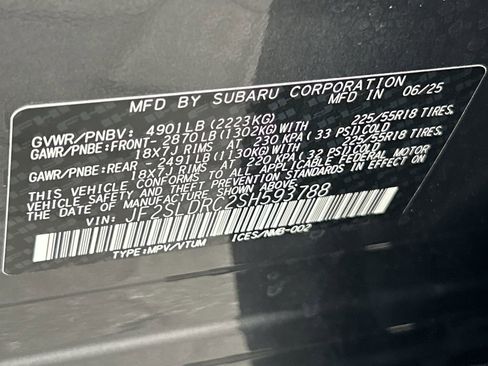 MFD BY SUBARU CORPORATION
MFD IN 06/25
GVWR/PNBV: 4901LB (2223KG)
GAWR/PNBE:FRONT- 2870LB(1302KG)WITH 225/55R18 TIRES
18X7J RIMS AT 230 KPA( 33 PSI)COLD
GAWR/PNBE:REAR - 2491LB(1130KG)WITH 225/55R18 TIRES
18X7J RIMS AT 220 KPA( 32 PSI)COLD
THIS VEHICLE CONFORMS TO ALL APPLICABLE FEDERAL MOTOR
VEHICLE SAFETY AND THEFT PREVENTION STANDARDS IN EFFECT
ON THE DATE OF MANUFACTURE SHOWN ABOVE.
VIN: JF2SLDRC2SH593788
TYPE:MPV/VTUM ICES/NMB-002